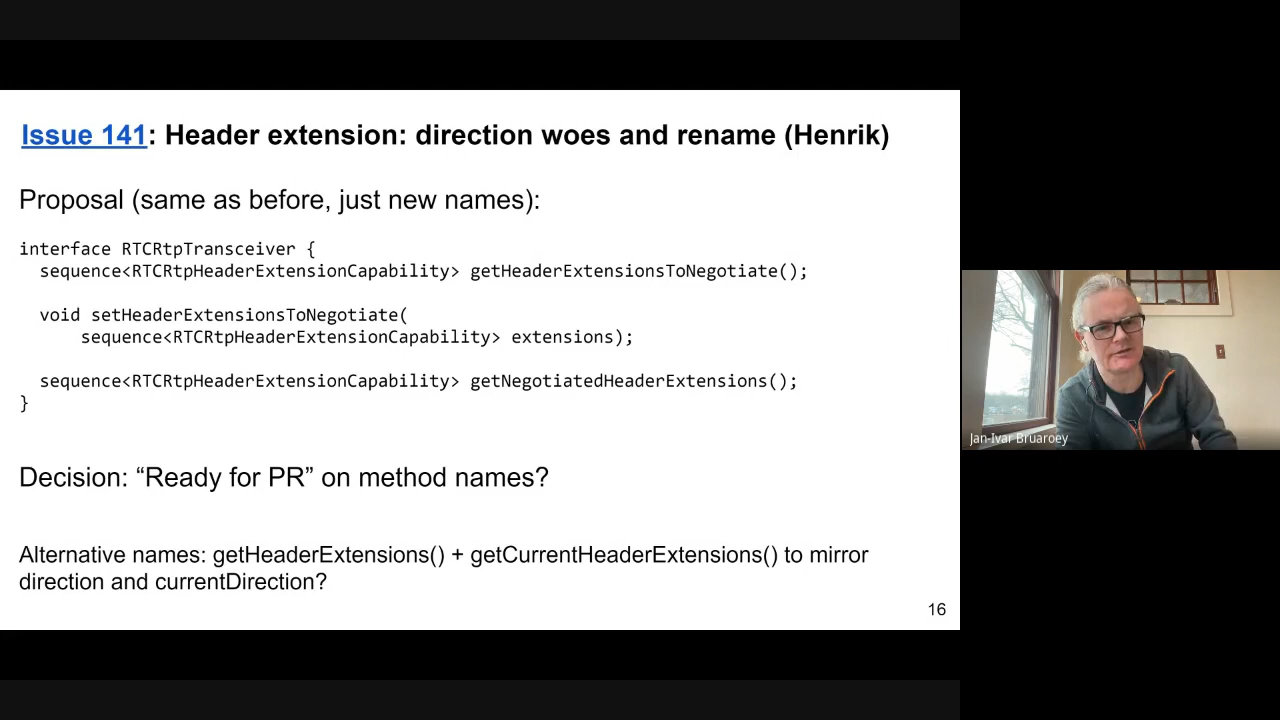 Issue 141: Header extension: direction woes and rename (Henrik)
Proposal (same as before, just new names):
interface RTCRtpTransceiver {
sequence<RTCRtpHeaderExtensionCapability> getHeaderExtensionsToNegotiate();
void setHeaderExtensionsToNegotiate(
sequence<RTCRtpHeaderExtensionCapability> extensions);
sequence<RTCRtpHeaderExtensionCapability> getNegotiatedHeaderExtensions();
}
Decision: “Ready for PR” on method names?
Alternative names: getHeaderExtensions() + getCurrentHeaderExtensions() to mirror
direction and currentDirection?
16
Jan-Ivar Bruaroey